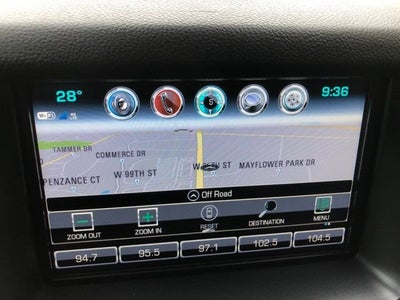 28° 9:36
S
TAMMER DR
COMMERCE DR
W TH ST
MAYFLOWER PARK DR
PENZANCE CT
W 99TH ST
Off Road
ZOOM OUT ZOOM IN RESET DESTINATION MENU
94.7 95.5 97.1 102.5 104.5